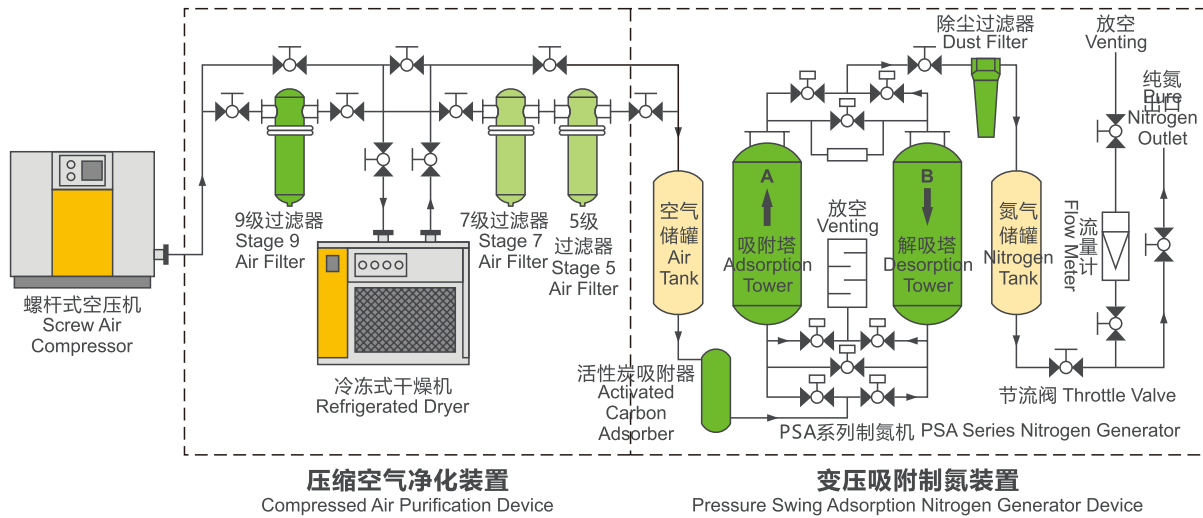 除尘过滤器
Dust Filter
放空
Venting
纯氮
出口
Pure
Nitrogen
Outlet
9级过滤器
Stage 9
Air Filter
7级过滤器
Stage 7
Air Filter
5级
过滤器
Stage 5
Air Filter
空气
储罐
Air
Tank
A
吸附塔
Adsorption
Tower
放空
Venting
B
解吸塔
Desorption
Tower
氮气
储罐
Nitrogen
Tank
流量计
Flow Meter
螺杆式空压机
Screw Air
Compressor
冷冻式干燥机
Refrigerated Dryer
活性炭吸附器
Activated
Carbon
Adsorber
节流阀 Throttle Valve
PSA系列制氮机 PSA Series Nitrogen Generator
压缩空气净化装置
Compressed Air Purification Device
变压吸附制氮装置
Pressure Swing Adsorption Nitrogen Generator Device